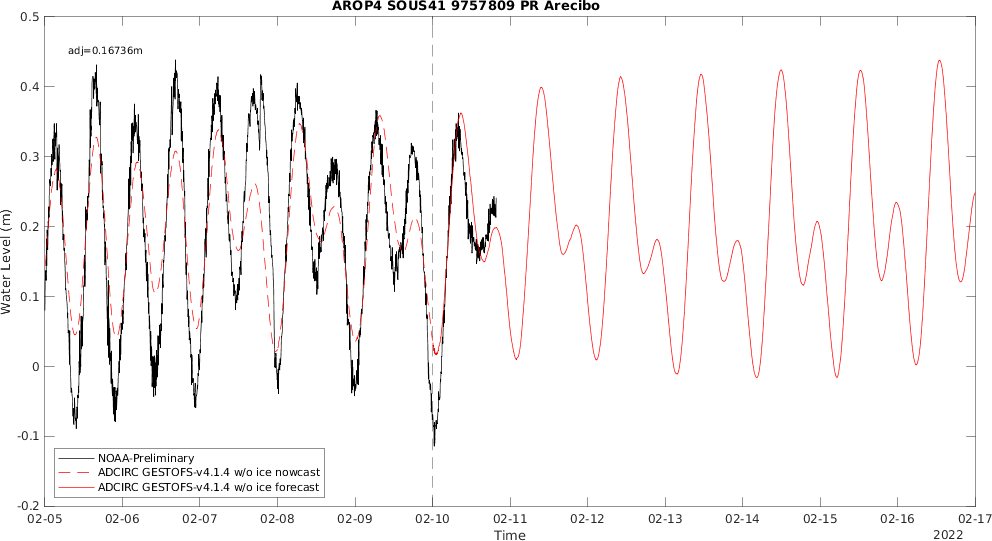 AROP4 SOUS41 9757809 PR Arecibo
adj=0.16736m
0.5
0.4
0.3
0.2
0.1
0
-0.1
-0.2
Water Level (m)
NOAA-Preliminary
ADCIRC GESTOFS-v4.1.4 w/o ice nowcast
ADCIRC GESTOFS-v4.1.4 w/o ice forecast
02-05 02-06 02-07 02-08 02-09 02-10 02-11 02-12 02-13 02-14 02-15 02-16 02-17
Time
2022